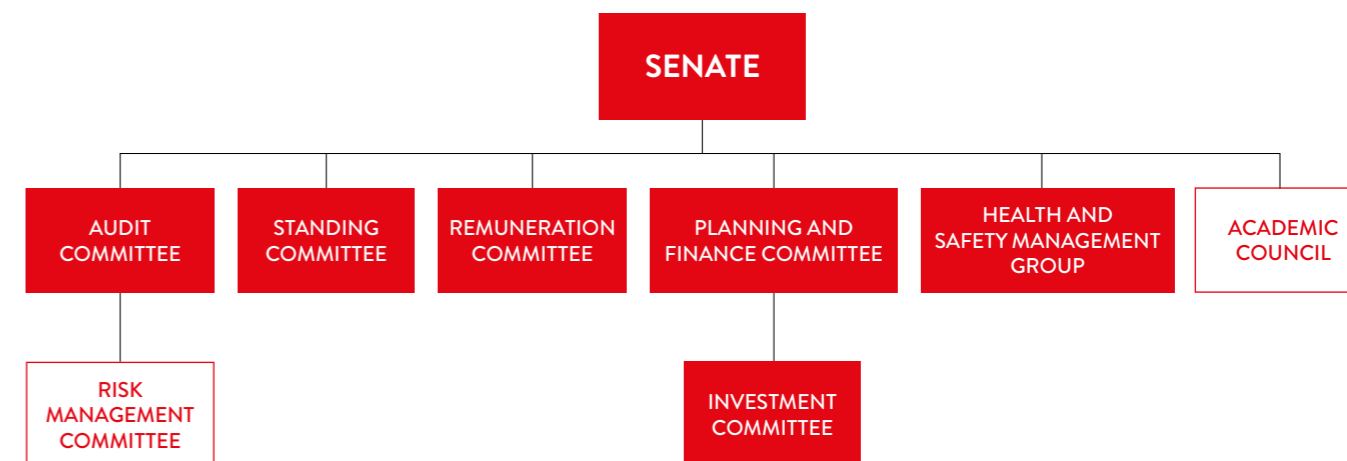 SENATE
AUDIT
COMMITTEE
STANDING
COMMITTEE
REMUNERATION
COMMITTEE
PLANNING AND
FINANCE COMMITTEE
HEALTH AND
SAFETY MANAGEMENT
GROUP
ACADEMIC
COUNCIL
RISK
MANAGEMENT
COMMITTEE
INVESTMENT
COMMITTEE